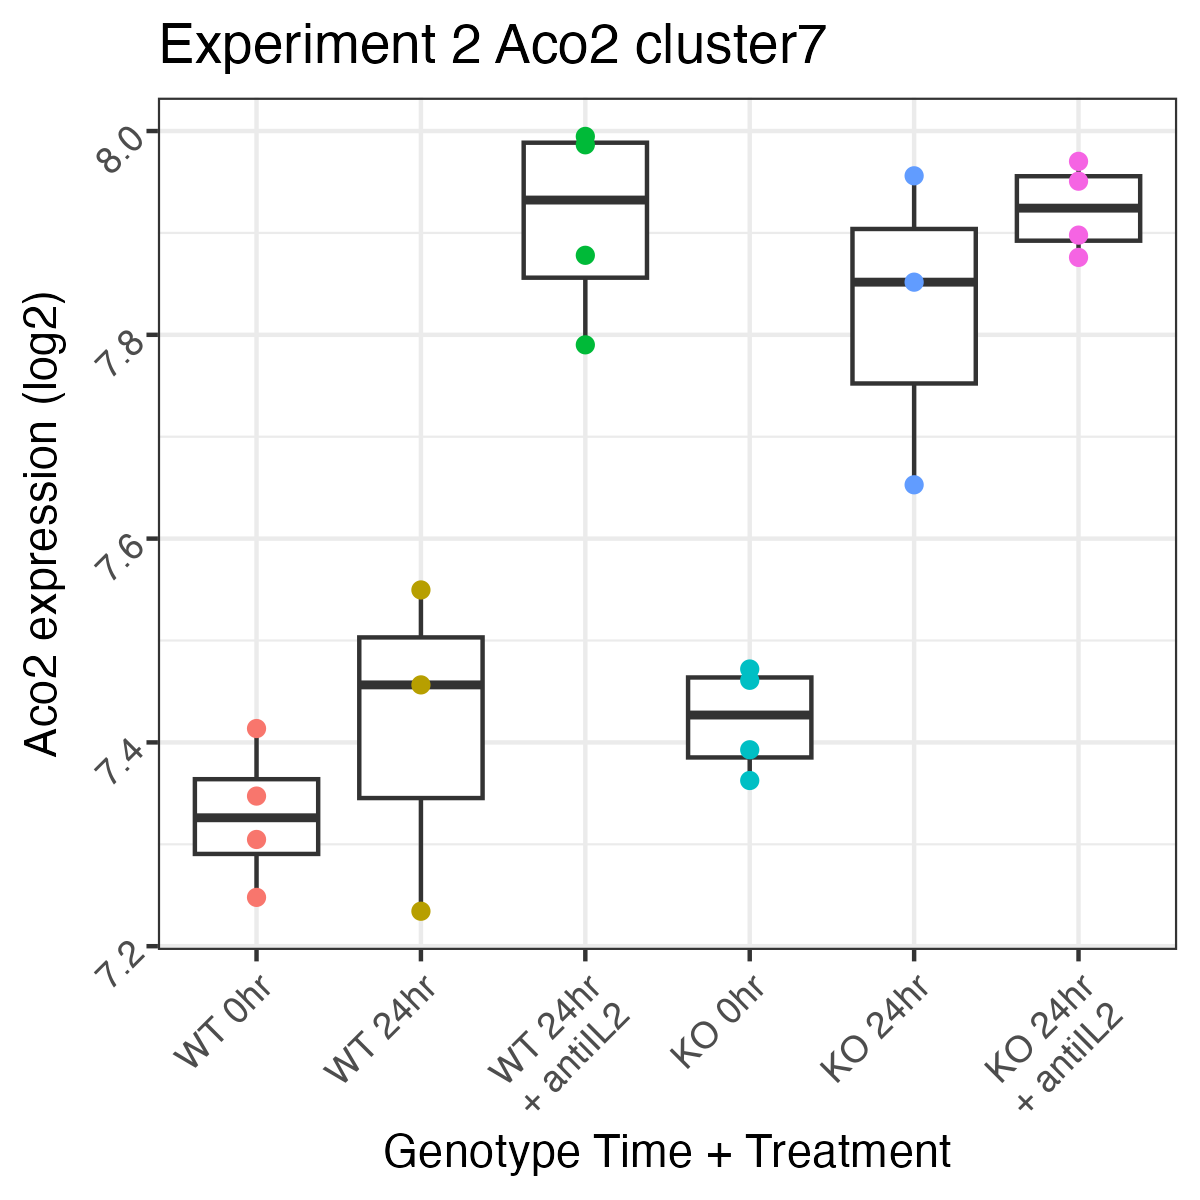 Experiment 2 Aco2 cluster7
Aco2 expression (log2)
8.0
7.8
7.6
7.4
7.2
WT 0hr
WT 24hr
WT 24hr
+ antiIL2
KO 0hr
KO 24hr
KO 24hr
+ antiIL2
Genotype Time + Treatment